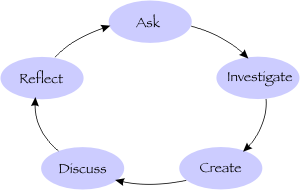 Ask
Investigate
Create
Discuss
Reflect